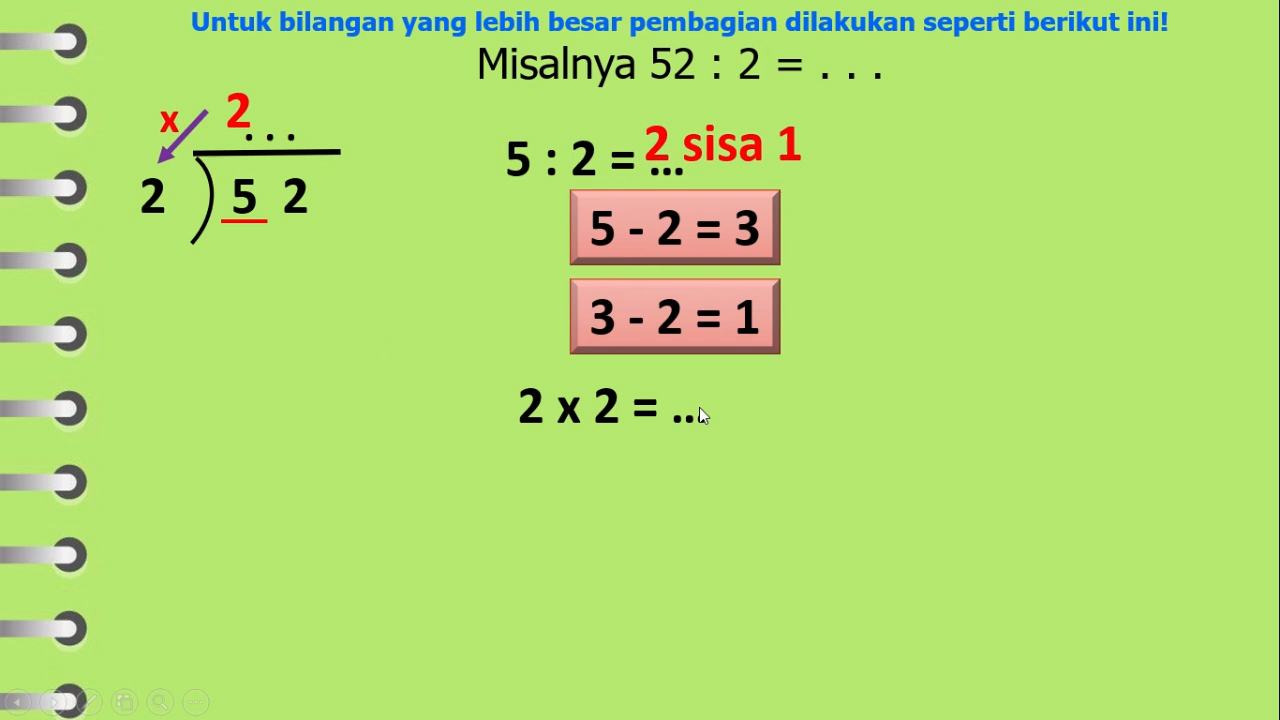 Untuk bilangan yang lebih besar pembagian dilakukan seperti berikut ini!
Misalnya 52 : 2 = . . .
x 2
. . .
2 5 2
5 : 2 = ... 2 sisa 1
5 - 2 = 3
3 - 2 = 1
2 x 2 = ...